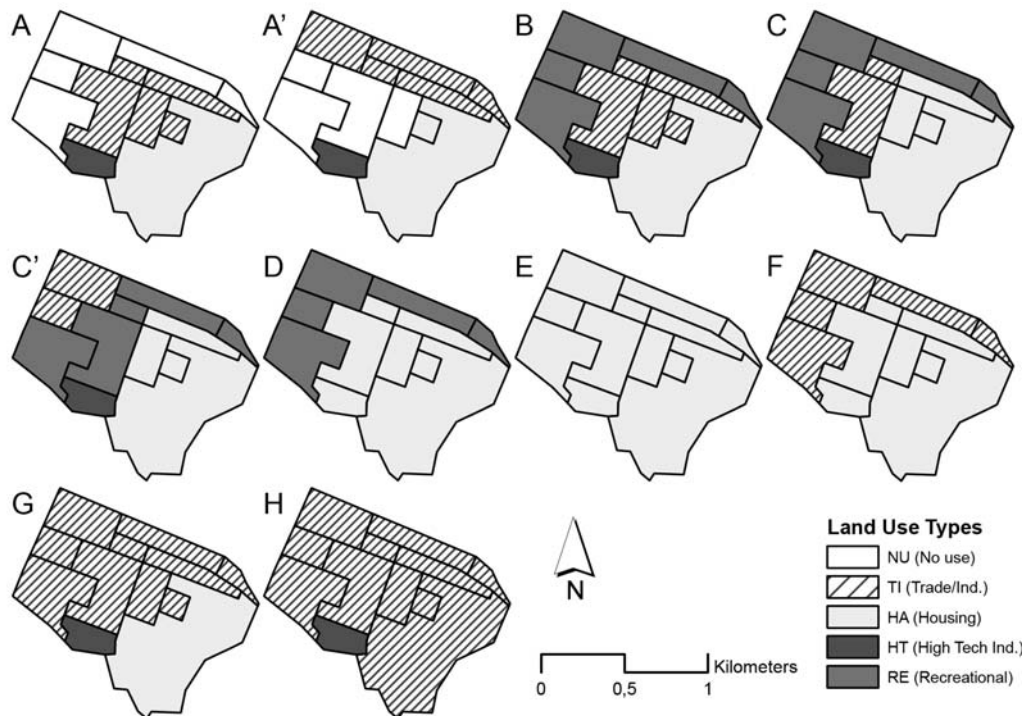 A
A'
B
C
C'
D
E
F
G
H
N
0
0,5
1
Kilometers
Land Use Types
NU (No use)
TI (Trade/Ind.)
HA (Housing)
HT (High Tech Ind.)
RE (Recreational)